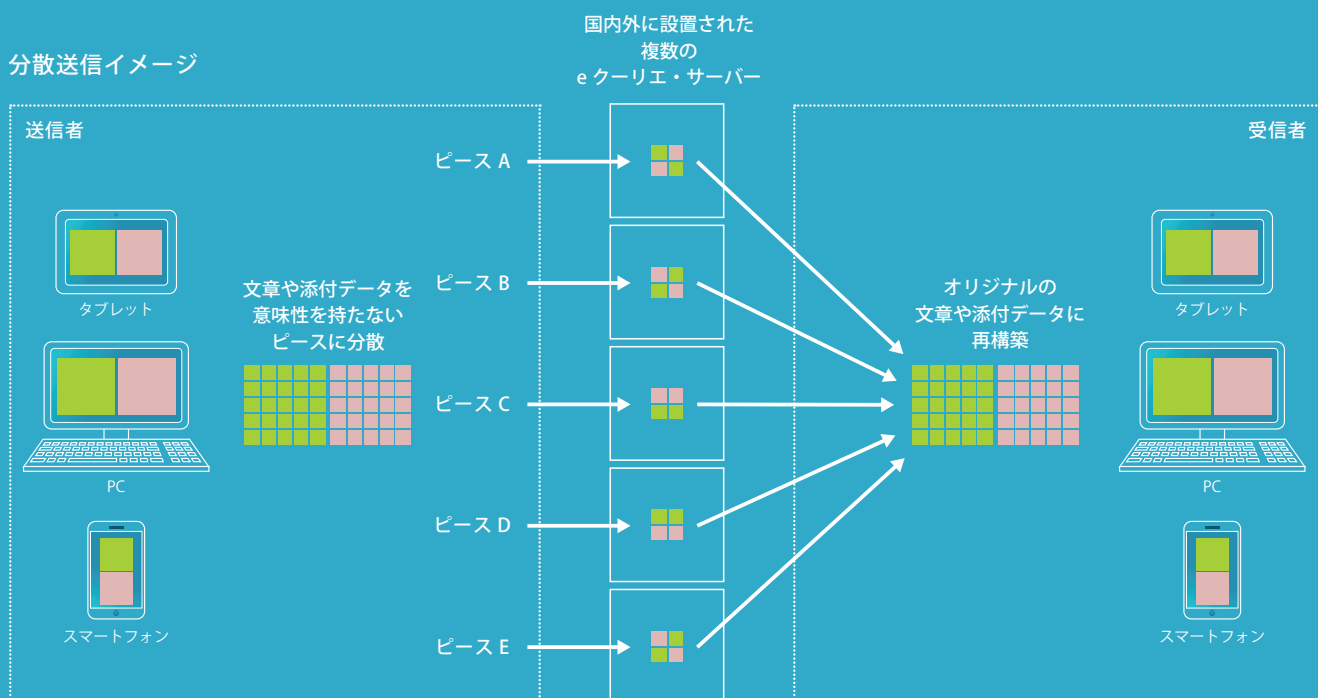 分散送信イメージ
国内外に設置された
複数の
e クーリエ・サーバー
送信者
タブレット
PC
スマートフォン
文章や添付データを
意味性を持たない
ピースに分散
ピース A
ピース B
ピース C
ピース D
ピース E
受信者
オリジナルの
文章や添付データに
再構築
タブレット
PC
スマートフォン